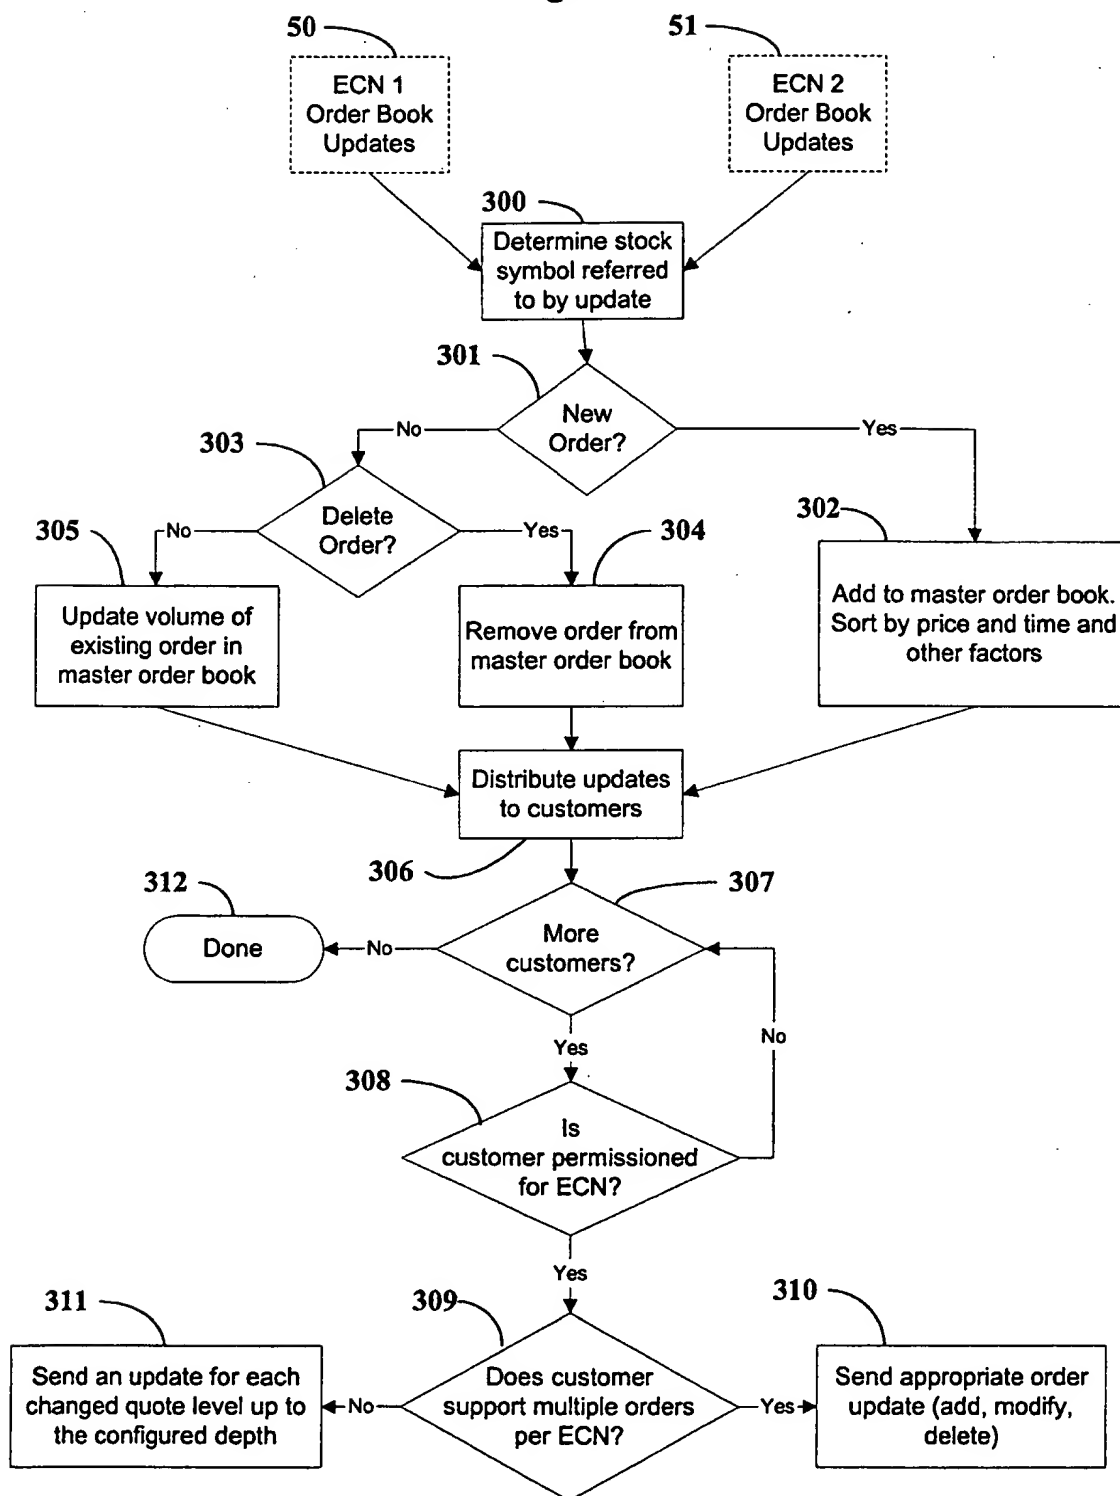 50
51
ECN 1
Order Book
Updates
ECN 2
Order Book
Updates
300
Determine stock
symbol referred
to by update
301
New
Order?
No
Yes
303
Delete
Order?
302
305
No
Yes
304
Update volume of
existing order in
master order book
Remove order from
master order book
Add to master order book.
Sort by price and time and
other factors
Distribute updates
to customers
306
312
307
Done
No
More
customers?
Yes
No
308
Is
customer permissioned
for ECN?
Yes
311
309
310
Send an update for each
changed quote level up to
the configured depth
No
Does customer
support multiple orders
per ECN?
Yes
Send appropriate order
update (add, modify,
delete)